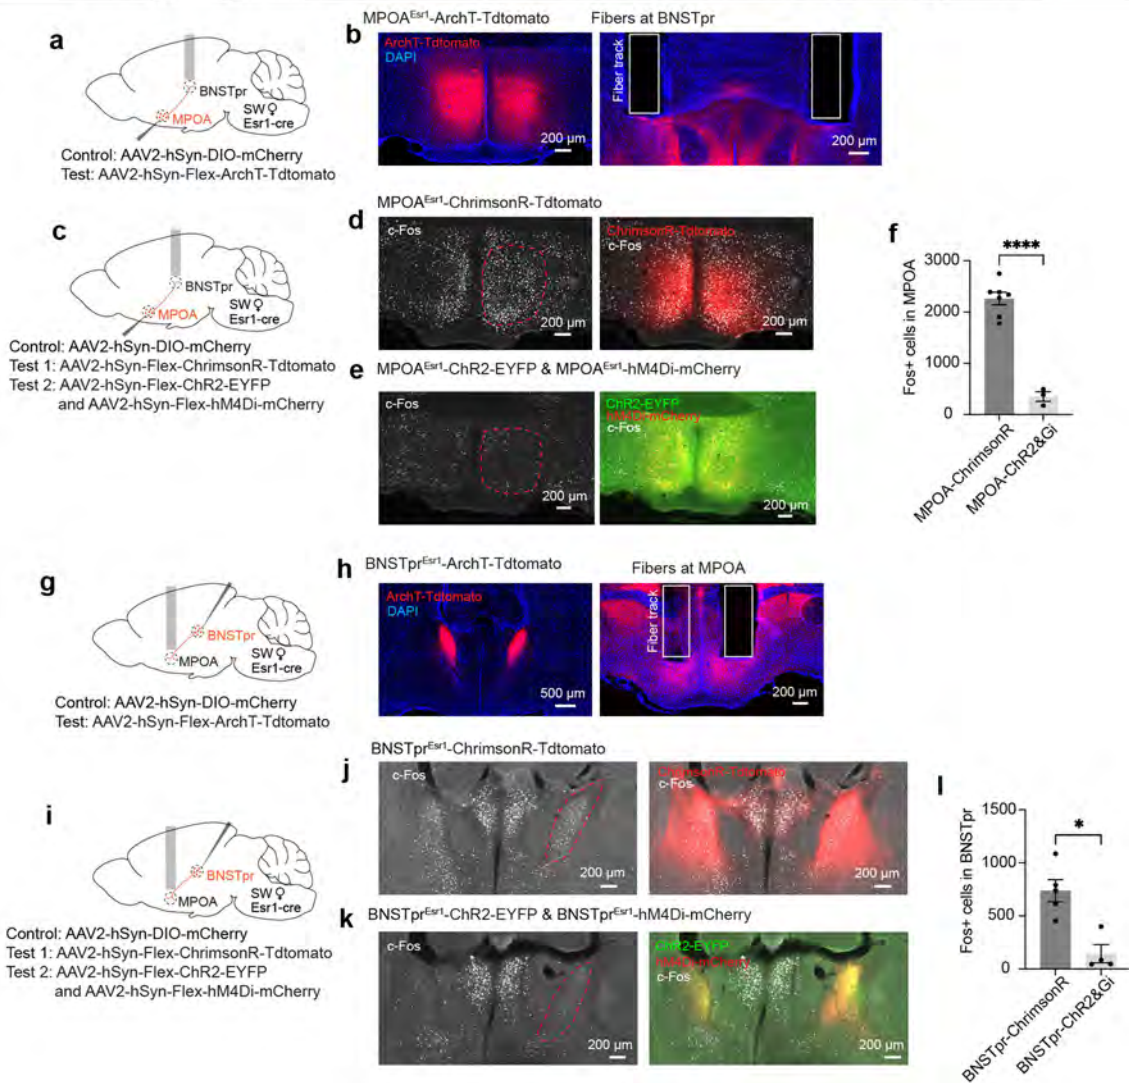 a
BNSTpr
MPOA
SW♀
Esr1-cre
Control: AAV2-hSyn-DIO-mCherry
Test: AAV2-hSyn-Flex-ArchT-Tdtomato
b
MPOA^Esr1-ArchT-Tdtomato
Fibers at BNSTpr
ArchT-Tdtomato
DAPI
200 µm
Fiber track
200 µm
c
BNSTpr
MPOA
SW♀
Esr1-cre
Control: AAV2-hSyn-DIO-mCherry
Test 1: AAV2-hSyn-Flex-ChrimsonR-Tdtomato
Test 2: AAV2-hSyn-Flex-ChR2-EYFP
and AAV2-hSyn-Flex-hM4Di-mCherry
d
MPOA^Esr1-ChrimsonR-Tdtomato
c-Fos
200 µm
ChrimsonR-Tdtomato
c-Fos
200 µm
e
MPOA^Esr1-ChR2-EYFP & MPOA^Esr1-hM4Di-mCherry
c-Fos
200 µm
ChR2-EYFP
hM4Di-mCherry
c-Fos
200 µm
f
****
Fos+ cells in MPOA
3000
2000
1000
0
MPOA-ChrimsonR
MPOA-ChR2&Gi
g
BNSTpr
MPOA
SW♀
Esr1-cre
Control: AAV2-hSyn-DIO-mCherry
Test: AAV2-hSyn-Flex-ArchT-Tdtomato
h
BNSTpr^Esr1-ArchT-Tdtomato
Fibers at MPOA
ArchT-Tdtomato
DAPI
500 µm
Fiber track
200 µm
i
BNSTpr
MPOA
SW♀
Esr1-cre
Control: AAV2-hSyn-DIO-mCherry
Test 1: AAV2-hSyn-Flex-ChrimsonR-Tdtomato
Test 2: AAV2-hSyn-Flex-ChR2-EYFP
and AAV2-hSyn-Flex-hM4Di-mCherry
j
BNSTpr^Esr1-ChrimsonR-Tdtomato
c-Fos
200 µm
ChrimsonR-Tdtomato
c-Fos
200 µm
k
BNSTpr^Esr1-ChR2-EYFP & BNSTpr^Esr1-hM4Di-mCherry
c-Fos
200 µm
ChR2-EYFP
hM4Di-mCherry
c-Fos
200 µm
l
*
Fos+ cells in BNSTpr
1500
1000
500
0
BNSTpr-ChrimsonR
BNSTpr-ChR2&Gi